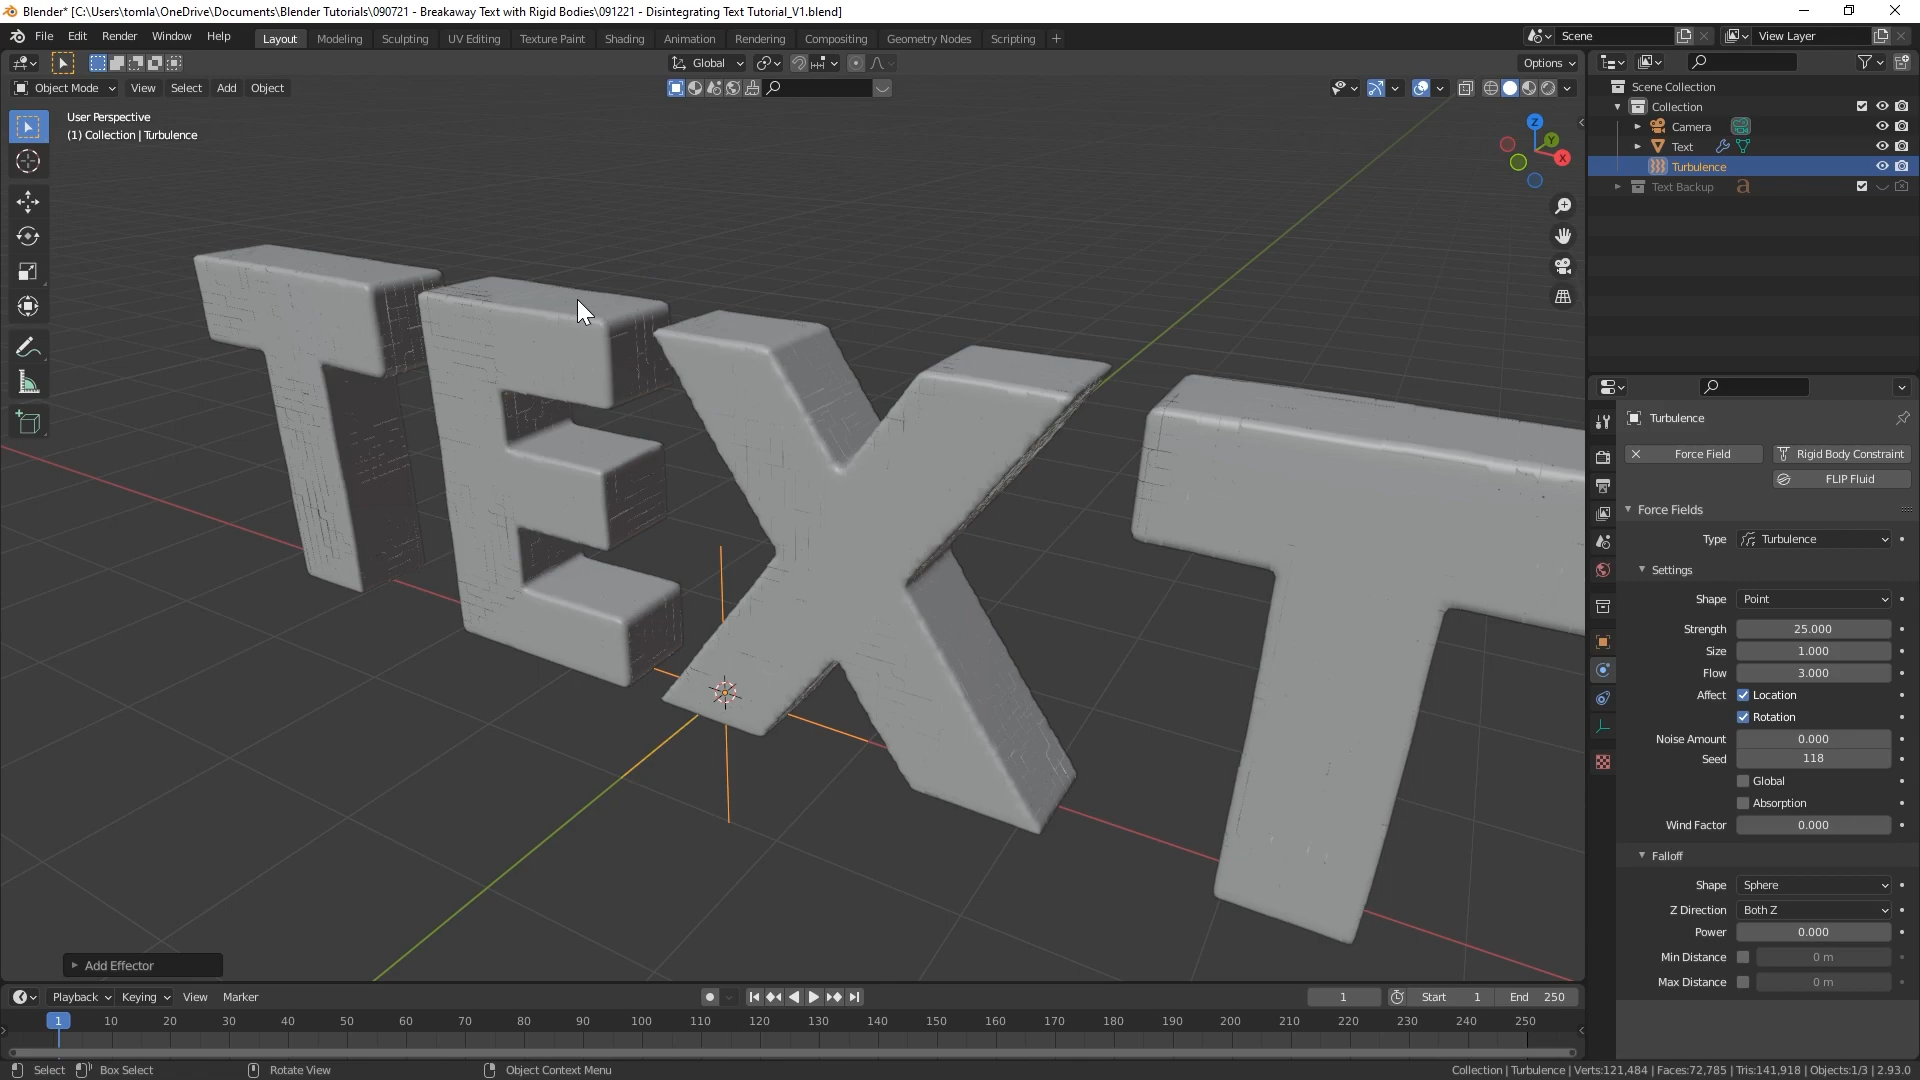 Blender* [C:\Users\tomla\OneDrive\Documents\Blender Tutorials\090721 - Breakaway Text with Rigid Bodies\091221 - Disintegrating Text Tutorial_V1.blend]
File Edit Render Window Help Layout Modeling Sculpting UV Editing Texture Paint Shading Animation Rendering Compositing Geometry Nodes Scripting + Scene View Layer
Global Options
Object Mode View Select Add Object
User Perspective
(1) Collection | Turbulence
Z
Y
X
TEXT
Scene Collection
Collection
Camera
Text
Turbulence
Text Backup a
Turbulence
Force Field Rigid Body Constraint
FLIP Fluid
Force Fields
Type Turbulence
Settings
Shape Point
Strength 25.000
Size 1.000
Flow 3.000
Affect Location
Rotation
Noise Amount 0.000
Seed 118
Global
Absorption
Wind Factor 0.000
Falloff
Shape Sphere
Z Direction Both Z
Power 0.000
Min Distance 0 m
Max Distance 0 m
Add Effector
Playback Keying View Marker 1 Start 1 End 250
1 10 20 30 40 50 60 70 80 90 100 110 120 130 140 150 160 170 180 190 200 210 220 230 240 250
Select Box Select Rotate View Object Context Menu Collection | Turbulence | Verts:121,484 | Faces:72,785 | Tris:141,918 | Objects:1/3 | 2.93.0